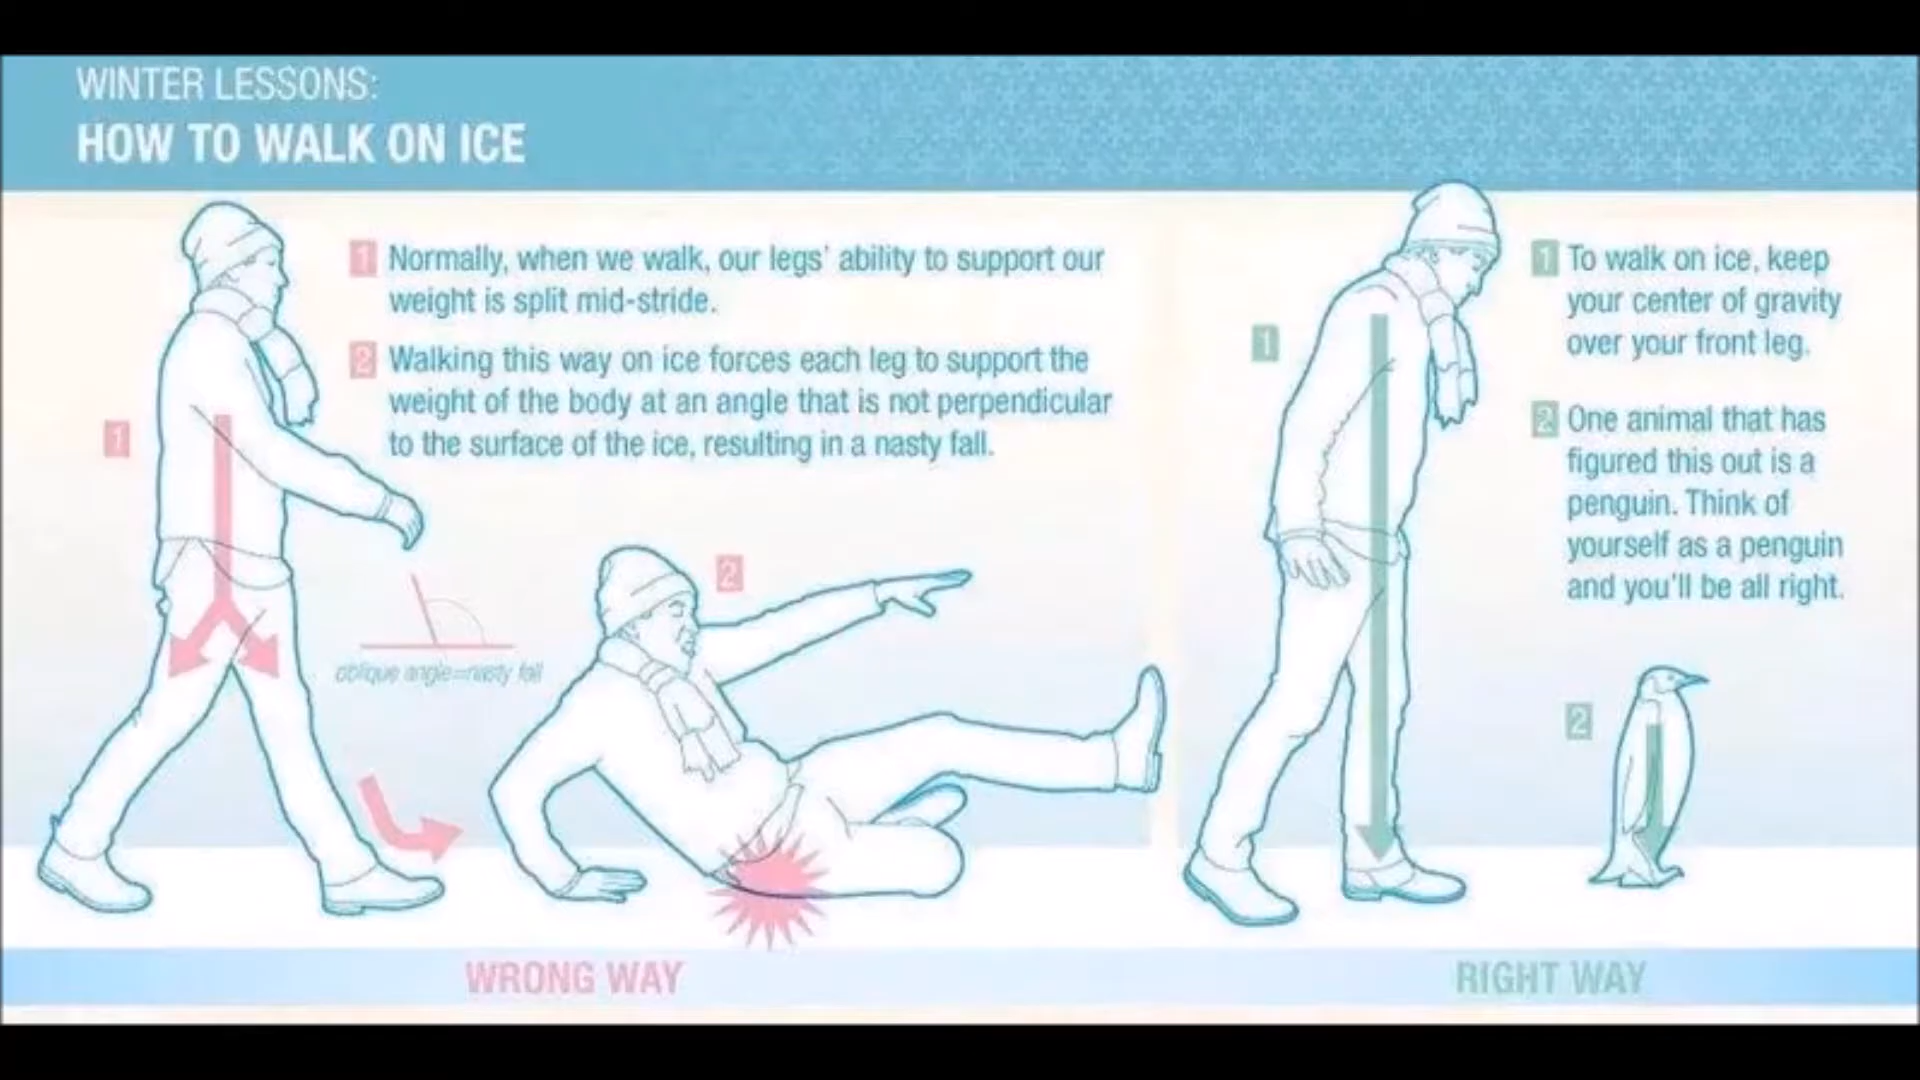 WINTER LESSONS:
HOW TO WALK ON ICE
1 Normally, when we walk, our legs' ability to support our
weight is split mid-stride.
2 Walking this way on ice forces each leg to support the
weight of the body at an angle that is not perpendicular
to the surface of the ice, resulting in a nasty fall.
1
oblique angle=nasty fall
2
WRONG WAY
1 To walk on ice, keep
your center of gravity
over your front leg.
2 One animal that has
figured this out is a
penguin. Think of
yourself as a penguin
and you'll be all right.
1
2
RIGHT WAY